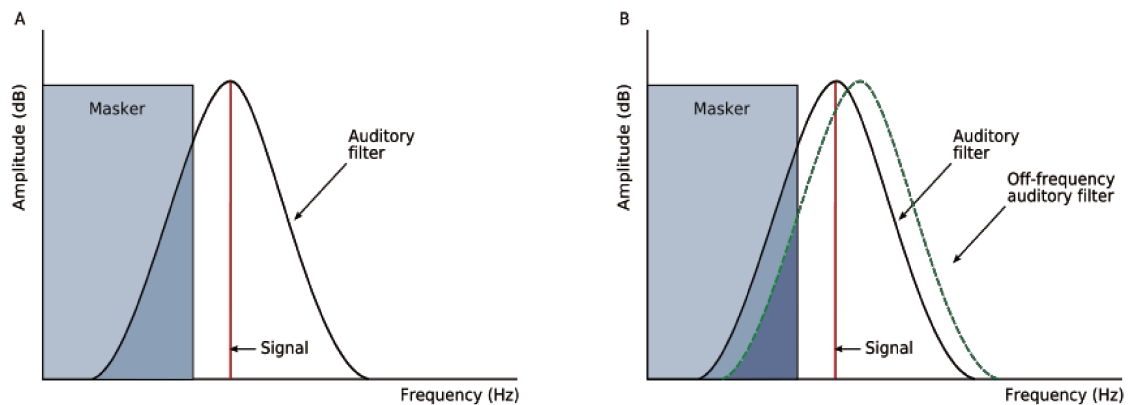 A
Amplitude (dB)
Masker
Auditory
filter
Signal
Frequency (Hz)
B
Amplitude (dB)
Masker
Auditory
filter
Off-frequency
auditory filter
Signal
Frequency (Hz)